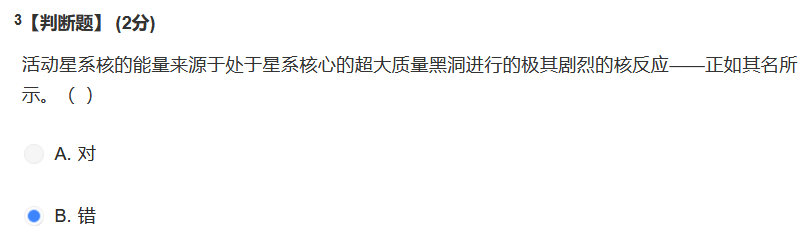 3【判断题】 (2分)
活动星系核的能量来源于处于星系核心的超大质量黑洞进行的极其剧烈的核反应——正如其名所
示。（ ）
A. 对
B. 错